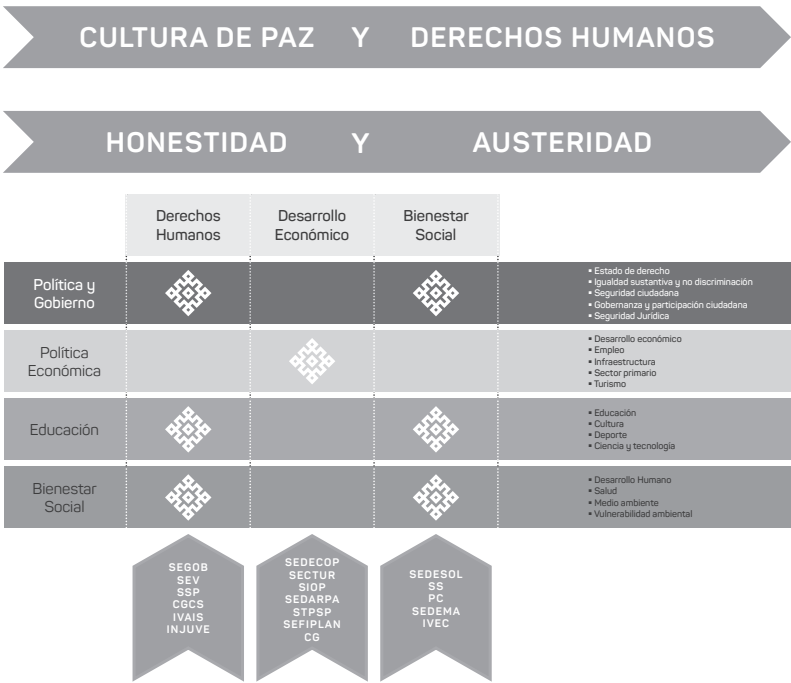 CULTURA DE PAZ Y DERECHOS HUMANOS
HONESTIDAD Y AUSTERIDAD
Derechos
Humanos
Desarrollo
Económico
Bienestar
Social
Política y
Gobierno
▪ Estado de derecho
▪ Igualdad sustantiva y no discriminación
▪ Seguridad ciudadana
▪ Gobernanza y participación ciudadana
▪ Seguridad Jurídica
Política
Económica
▪ Desarrollo económico
▪ Empleo
▪ Infraestructura
▪ Sector primario
▪ Turismo
Educación
▪ Educación
▪ Cultura
▪ Deporte
▪ Ciencia y tecnología
Bienestar
Social
▪ Desarrollo Humano
▪ Salud
▪ Medio ambiente
▪ Vulnerabilidad ambiental
SEGOB
SEV
SSP
CGCS
IVAIS
INJUVE
SEDECOP
SECTUR
SIOP
SEDARPA
STPSP
SEFIPLAN
CG
SEDESOL
SS
PC
SEDEMA
IVEC